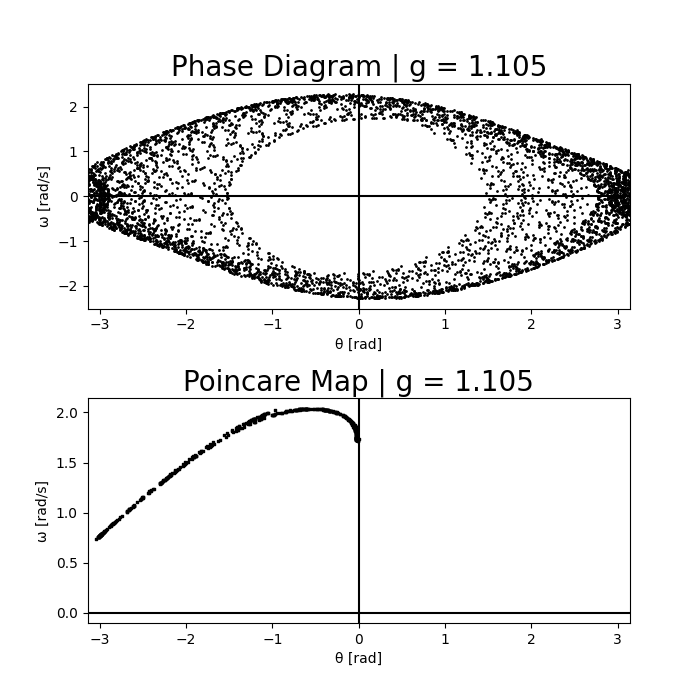 Phase Diagram | g = 1.105
2
1
0
−1
−2
ω [rad/s]
−3 −2 −1 0 1 2 3
θ [rad]
Poincare Map | g = 1.105
2.0
1.5
1.0
0.5
0.0
ω [rad/s]
−3 −2 −1 0 1 2 3
θ [rad]